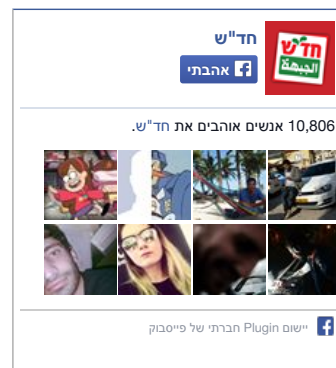 חד"ש
חד"ש
الجبهة
אהבתי
10,806 אנשים אוהבים את חד"ש.
יישום Plugin חברתי של פייסבוק